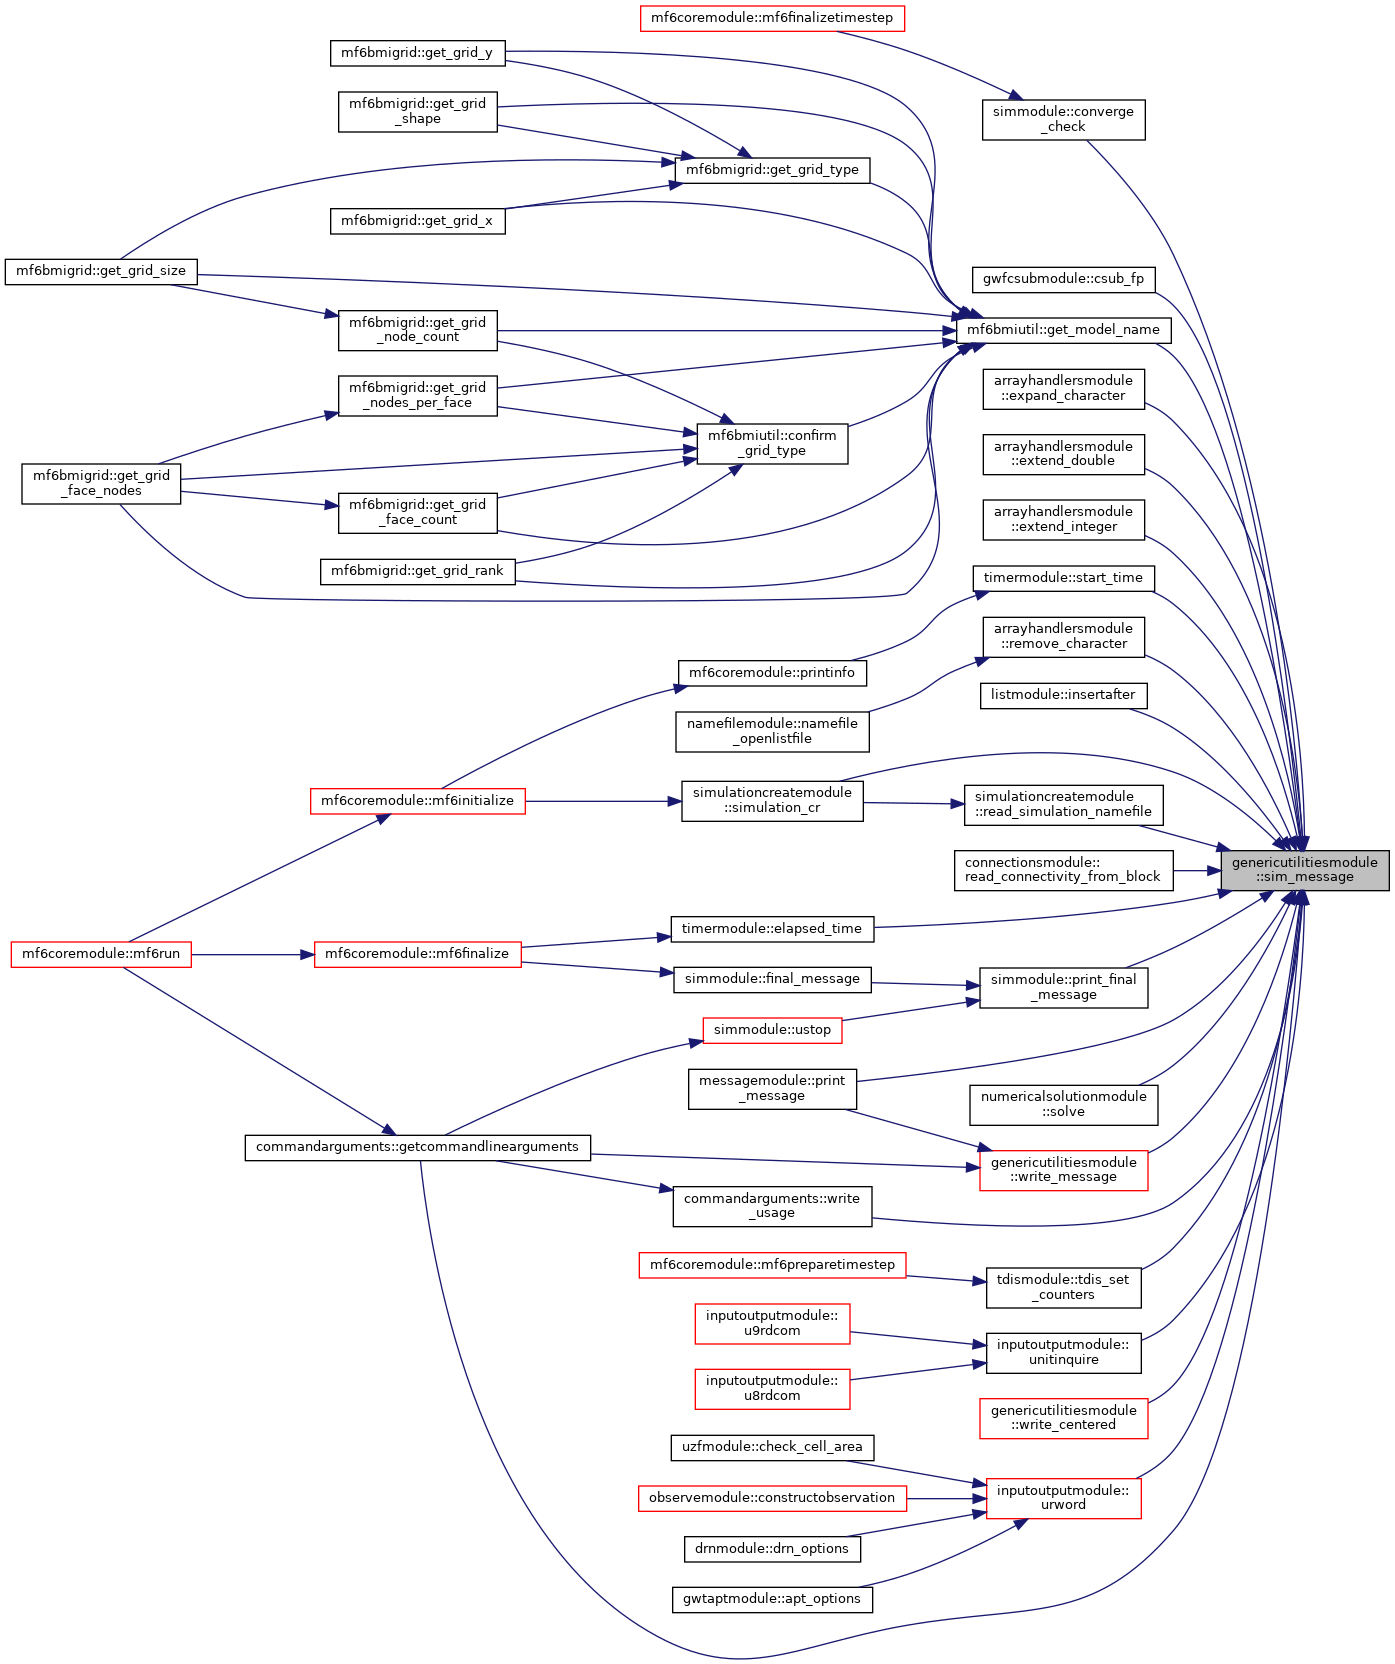 mf6coremodule::mf6finalizetimestep
mf6bmigrid::get_grid_y
mf6bmigrid::get_grid
_shape
simmodule::converge
_check
mf6bmigrid::get_grid_type
mf6bmigrid::get_grid_x
mf6bmigrid::get_grid_size
gwfcsubmodule::csub_fp
mf6bmigrid::get_grid
_node_count
mf6bmiutil::get_model_name
mf6bmigrid::get_grid
_nodes_per_face
arrayhandlersmodule
::expand_character
mf6bmiutil::confirm
_grid_type
arrayhandlersmodule
::extend_double
mf6bmigrid::get_grid
_face_nodes
mf6bmigrid::get_grid
_face_count
arrayhandlersmodule
::extend_integer
mf6bmigrid::get_grid_rank
timermodule::start_time
arrayhandlersmodule
::remove_character
mf6coremodule::printinfo
listmodule::insertafter
namefilemodule::namefile
_openlistfile
mf6coremodule::mf6initialize
simulationcreatemodule
::simulation_cr
simulationcreatemodule
::read_simulation_namefile
connectionsmodule::
read_connectivity_from_block
genericutilitiesmodule
::sim_message
timermodule::elapsed_time
mf6coremodule::mf6run
mf6coremodule::mf6finalize
simmodule::final_message
simmodule::print_final
_message
simmodule::ustop
messagemodule::print
_message
numericalsolutionmodule
::solve
commandarguments::getcommandlinearguments
genericutilitiesmodule
::write_message
commandarguments::write
_usage
mf6coremodule::mf6preparetimestep
tdismodule::tdis_set
_counters
inputoutputmodule::
u9rdcom
inputoutputmodule::
unitinquire
inputoutputmodule::
u8rdcom
genericutilitiesmodule
::write_centered
uzfmodule::check_cell_area
observemodule::constructobservation
inputoutputmodule::
urword
drnmodule::drn_options
gwtaptmodule::apt_options